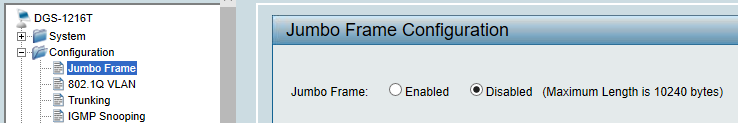 DGS-1216T
System
Configuration
Jumbo Frame
802.1Q VLAN
Trunking
IGMP Snooping
Jumbo Frame Configuration
Jumbo Frame: Enabled Disabled (Maximum Length is 10240 bytes)